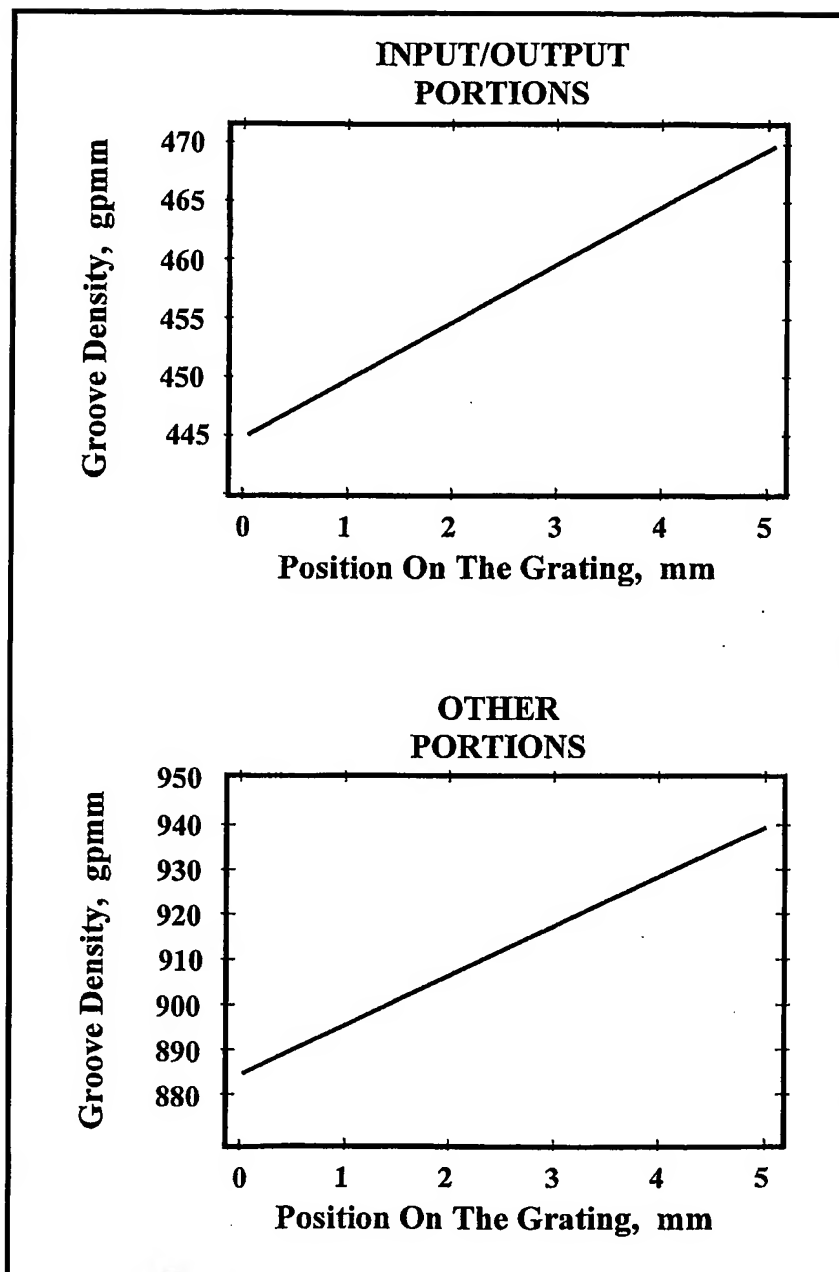 INPUT/OUTPUT
PORTIONS
Groove Density, gpmm
470
465
460
455
450
445
0 1 2 3 4 5
Position On The Grating, mm
OTHER
PORTIONS
Groove Density, gpmm
950
940
930
920
910
900
890
880
0 1 2 3 4 5
Position On The Grating, mm